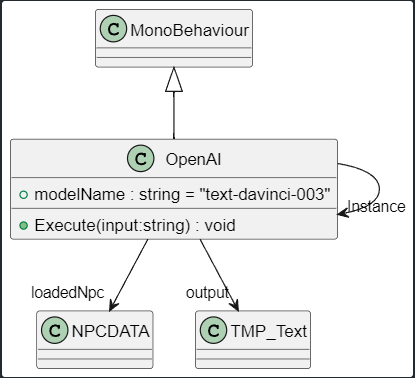 C MonoBehaviour
C OpenAI
modelName : string = "text-davinci-003"
Execute(input:string) : void
Instance
loadedNpc
output
C NPCDATA
C TMP_Text